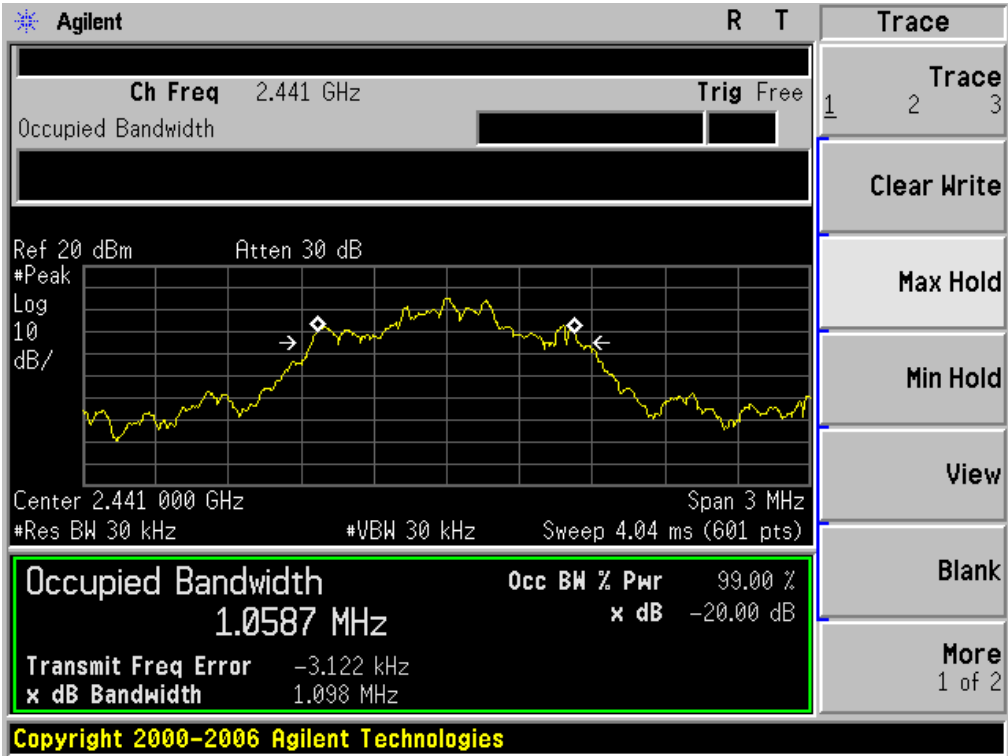 Agilent R T Trace
Ch Freq 2.441 GHz Trig Free
Occupied Bandwidth
Trace
1 2 3
Clear Write
Max Hold
Min Hold
View
Blank
More
1 of 2
Ref 20 dBm Atten 30 dB
#Peak
Log
10
dB/
Center 2.441 000 GHz Span 3 MHz
#Res BW 30 kHz #VBW 30 kHz Sweep 4.04 ms (601 pts)
Occupied Bandwidth Occ BW % Pwr 99.00 %
1.0587 MHz x dB -20.00 dB
Transmit Freq Error -3.122 kHz
x dB Bandwidth 1.098 MHz
Copyright 2000-2006 Agilent Technologies